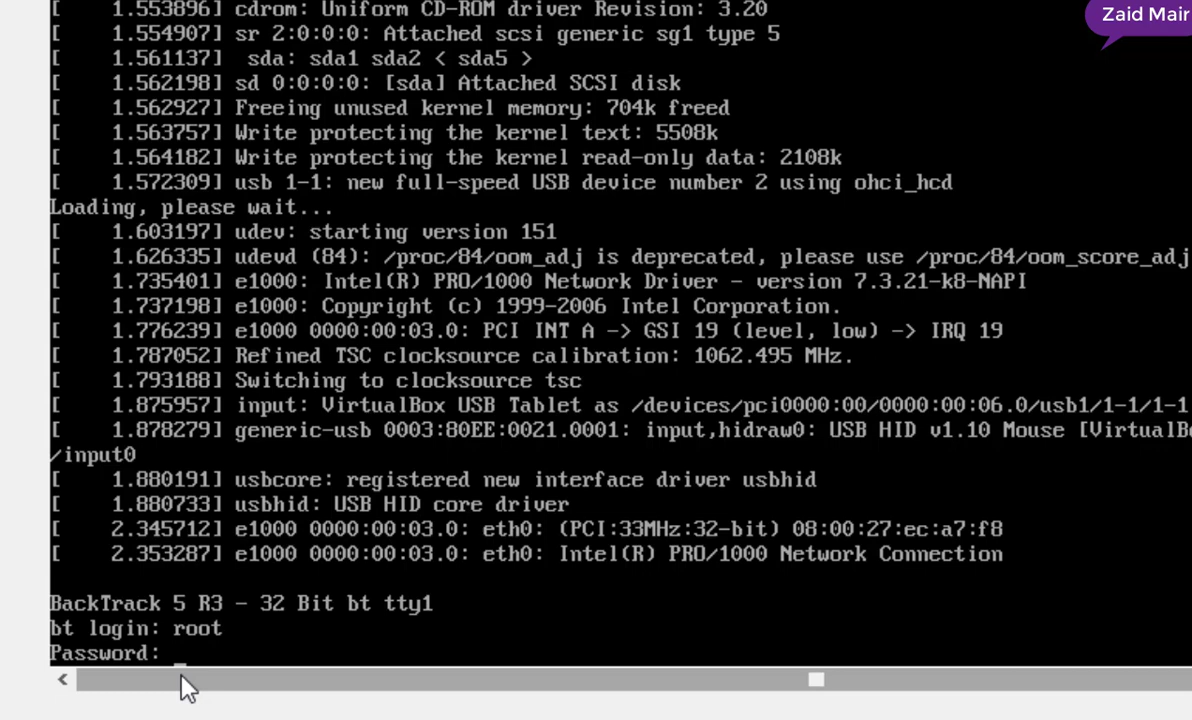 [    1.553896] cdrom: Uniform CD-ROM driver Revision: 3.20
Zaid Mair
[    1.554907] sr 2:0:0:0: Attached scsi generic sg1 type 5
[    1.561137]  sda: sda1 sda2 < sda5 >
[    1.562198] sd 0:0:0:0: [sda] Attached SCSI disk
[    1.562927] Freeing unused kernel memory: 704k freed
[    1.563757] Write protecting the kernel text: 5508k
[    1.564182] Write protecting the kernel read-only data: 2108k
[    1.572309] usb 1-1: new full-speed USB device number 2 using ohci_hcd
Loading, please wait...
[    1.603197] udev: starting version 151
[    1.626335] udevd (84): /proc/84/oom_adj is deprecated, please use /proc/84/oom_score_adj
[    1.735401] e1000: Intel(R) PRO/1000 Network Driver - version 7.3.21-k8-NAPI
[    1.737198] e1000: Copyright (c) 1999-2006 Intel Corporation.
[    1.776239] e1000 0000:00:03.0: PCI INT A -> GSI 19 (level, low) -> IRQ 19
[    1.787052] Refined TSC clocksource calibration: 1062.495 MHz.
[    1.793188] Switching to clocksource tsc
[    1.875957] input: VirtualBox USB Tablet as /devices/pci0000:00/0000:00:06.0/usb1/1-1/1-1
[    1.878279] generic-usb 0003:80EE:0021.0001: input,hidraw0: USB HID v1.10 Mouse [VirtualB
/input0
[    1.880191] usbcore: registered new interface driver usbhid
[    1.880733] usbhid: USB HID core driver
[    2.345712] e1000 0000:00:03.0: eth0: (PCI:33MHz:32-bit) 08:00:27:ec:a7:f8
[    2.353287] e1000 0000:00:03.0: eth0: Intel(R) PRO/1000 Network Connection
BackTrack 5 R3 - 32 Bit bt tty1
bt login: root
Password: _